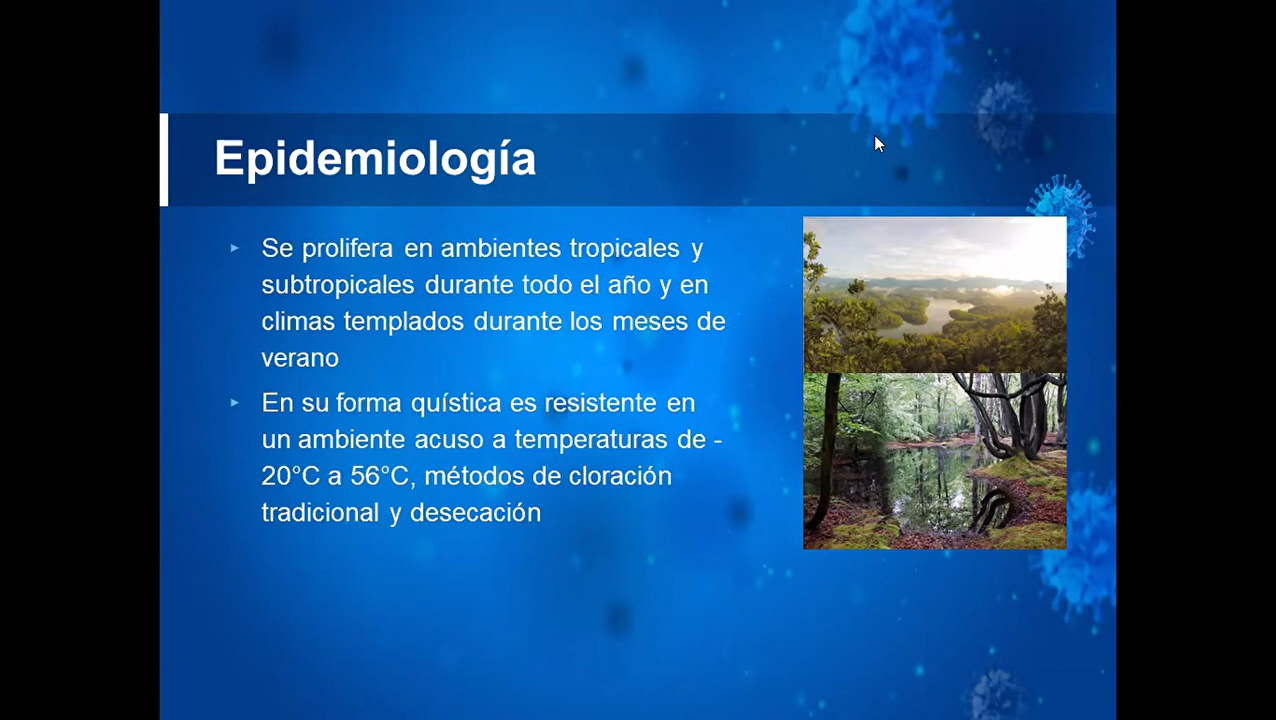 Epidemiología
Se prolifera en ambientes tropicales y
subtropicales durante todo el año y en
climas templados durante los meses de
verano
En su forma quística es resistente en
un ambiente acuso a temperaturas de -
20°C a 56°C, métodos de cloración
tradicional y desecación